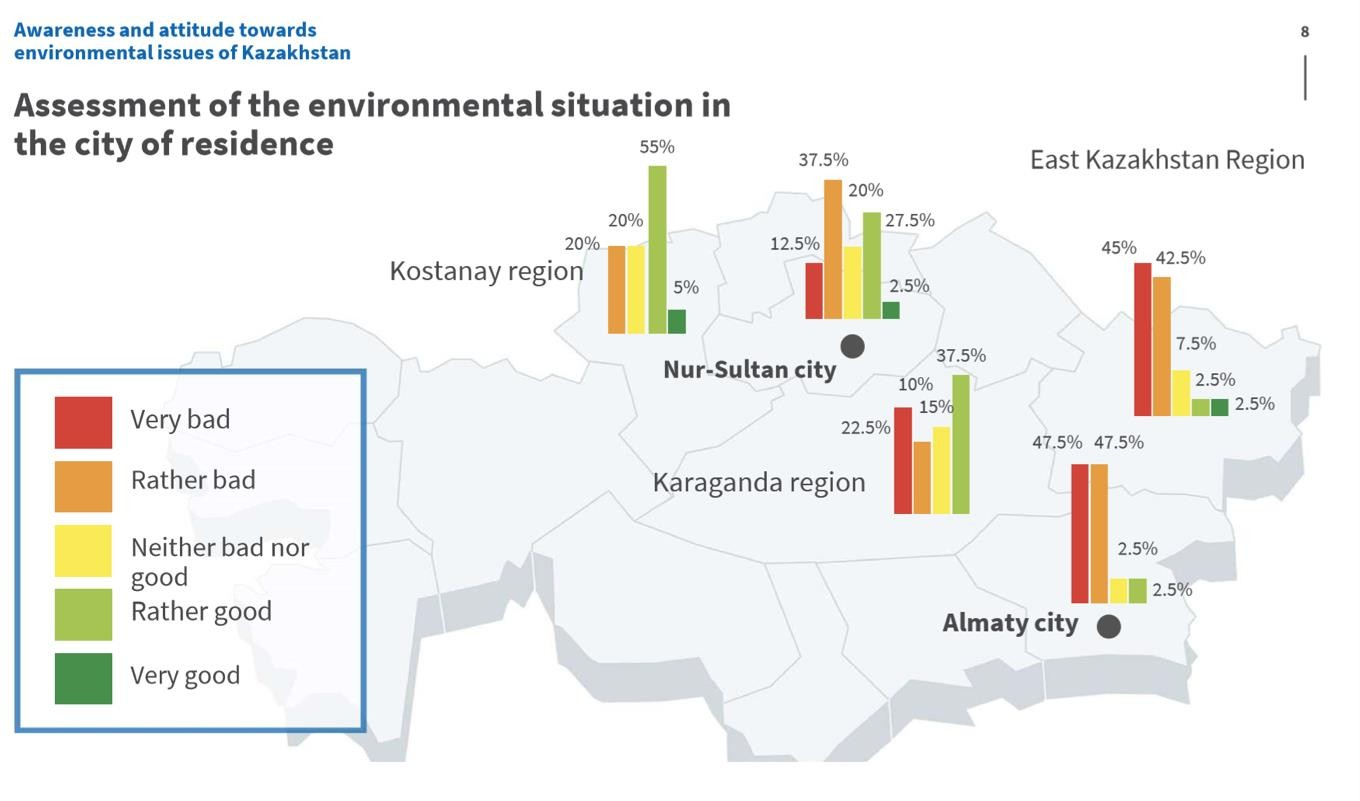 Awareness and attitude towards
environmental issues of Kazakhstan
8
Assessment of the environmental situation in
the city of residence
Kostanay region
20%
20%
55%
5%
Nur-Sultan city
12.5%
37.5%
20%
27.5%
2.5%
East Kazakhstan Region
45%
42.5%
7.5%
2.5%
2.5%
Karaganda region
22.5%
10%
15%
37.5%
Almaty city
47.5%
47.5%
2.5%
2.5%
Very bad
Rather bad
Neither bad nor
good
Rather good
Very good